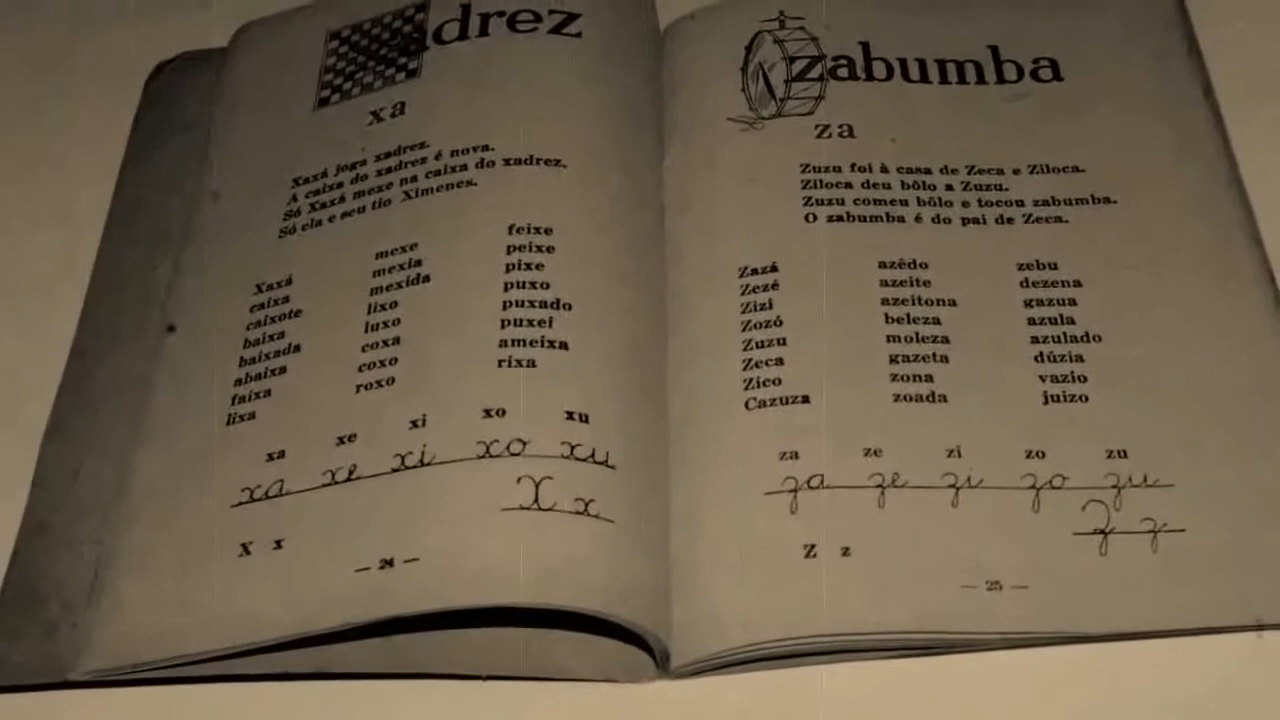 xadrez
xa
Xaxá joga xadrez.
A caixa do xadrez é nova.
Só Xaxá mexe na caixa do xadrez.
Só ela e seu tio Ximenes.
Xaxá
caixa
caixote
baixa
baixada
abaixa
faixa
lixa
mexe
mexia
mexida
lixo
luxo
coxa
coxo
roxo
feixe
peixe
pixe
puxo
puxado
puxei
ameixa
rixa
xa xe xi xo xu
xa xe xi xo xu
X x
X x
— 24 —
zabumba
za
Zuzu foi à casa de Zeca e Ziloca.
Ziloca deu bôlo a Zuzu.
Zuzu comeu bôlo e tocou zabumba.
O zabumba é do pai de Zeca.
Zazá
Zezé
Zizi
Zozó
Zuzu
Zeca
Zico
Cazuza
azêdo
azeite
azeitona
beleza
moleza
gazeta
zona
zoada
zebu
dezena
gazua
azula
azulado
dúzia
vazio
juizo
za ze zi zo zu
za ze zi zo zu
Z z
Z z
— 25 —